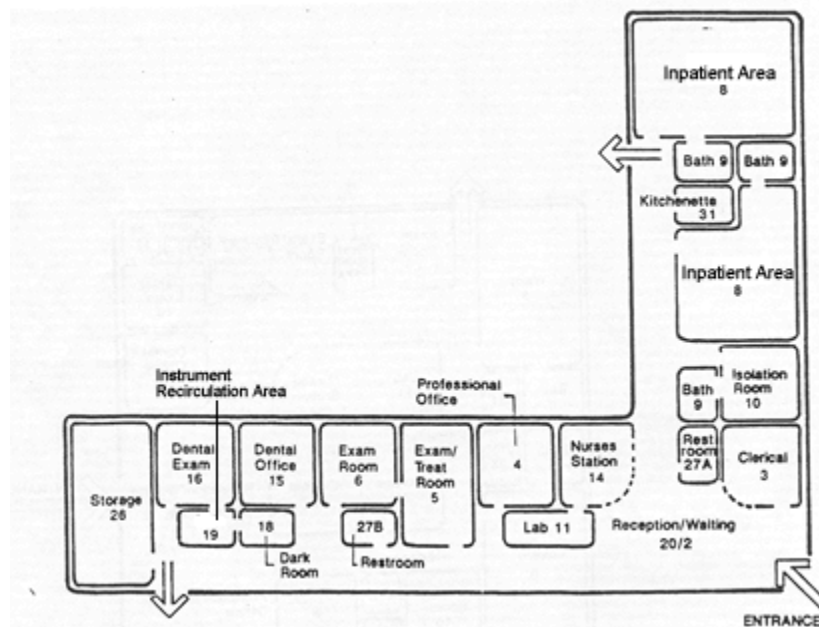 Inpatient Area
8
Bath 9
Bath 9
Kitchenette
31
Inpatient Area
8
Instrument
Recirculation Area
Professional
Office
Bath
9
Isolation
Room
10
Dental
Exam
16
Dental
Office
15
Exam
Room
6
Exam/
Treat
Room
5
4
Nurses
Station
14
Rest
room
27A
Clerical
3
Storage
26
19
18
27B
Lab 11
Reception/Waiting
20/2
Dark
Room
Restroom
ENTRANCE